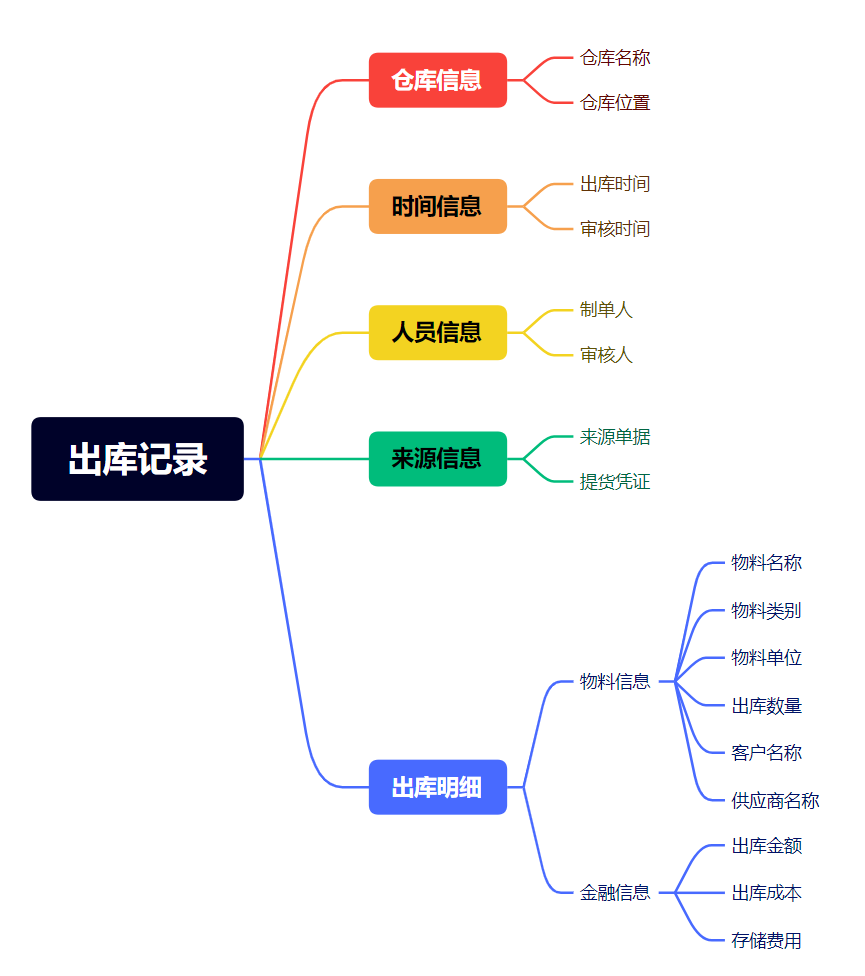 出库记录
仓库信息
仓库名称
仓库位置
时间信息
出库时间
审核时间
人员信息
制单人
审核人
来源信息
来源单据
提货凭证
出库明细
物料信息
物料名称
物料类别
物料单位
出库数量
客户名称
供应商名称
金融信息
出库金额
出库成本
存储费用